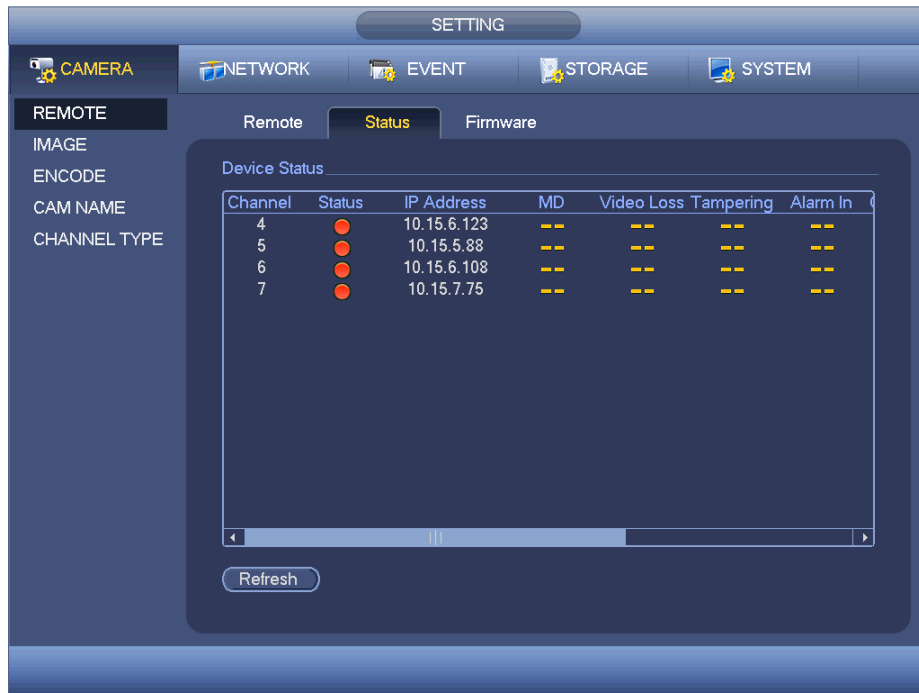 SETTING
CAMERA NETWORK EVENT STORAGE SYSTEM
REMOTE
IMAGE
ENCODE
CAM NAME
CHANNEL TYPE
Remote Status Firmware
Device Status
Channel Status IP Address MD Video Loss Tampering Alarm In
4 10.15.6.123 -- -- -- --
5 10.15.5.88 -- -- -- --
6 10.15.6.108 -- -- -- --
7 10.15.7.75 -- -- -- --
Refresh